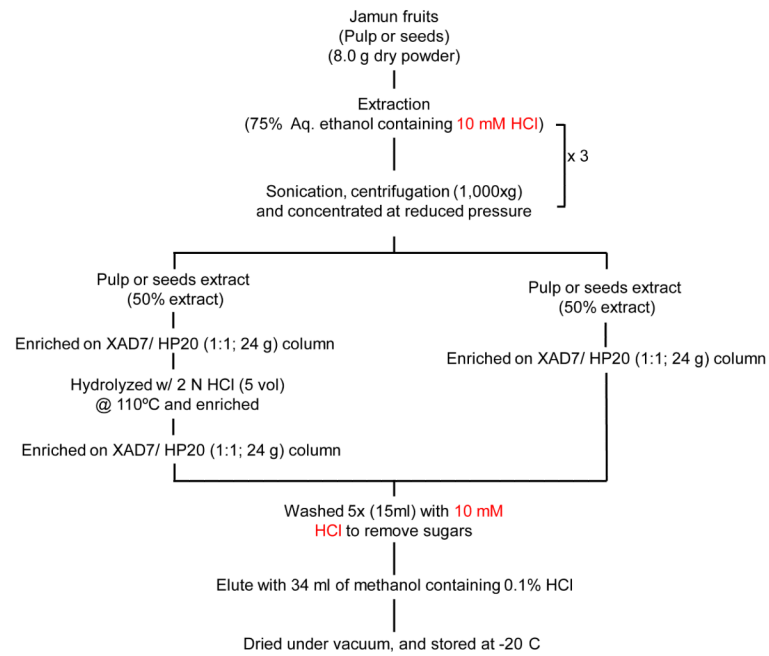 Jamun fruits
(Pulp or seeds)
(8.0 g dry powder)
Extraction
(75% Aq. ethanol containing 10 mM HCl)
x 3
Sonication, centrifugation (1,000xg)
and concentrated at reduced pressure
Pulp or seeds extract
(50% extract)
Enriched on XAD7/ HP20 (1:1; 24 g) column
Hydrolyzed w/ 2 N HCl (5 vol)
@ 110ºC and enriched
Enriched on XAD7/ HP20 (1:1; 24 g) column
Pulp or seeds extract
(50% extract)
Enriched on XAD7/ HP20 (1:1; 24 g) column
Washed 5x (15ml) with 10 mM
HCl to remove sugars
Elute with 34 ml of methanol containing 0.1% HCl
Dried under vacuum, and stored at -20 C